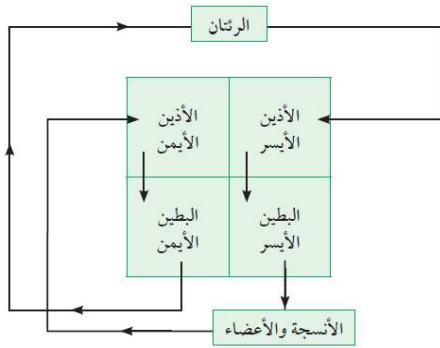 الرئتان
الأذين
الأيمن
الأذين
الأيسر
البطين
الأيمن
البطين
الأيسر
الأنسجة والأعضاء